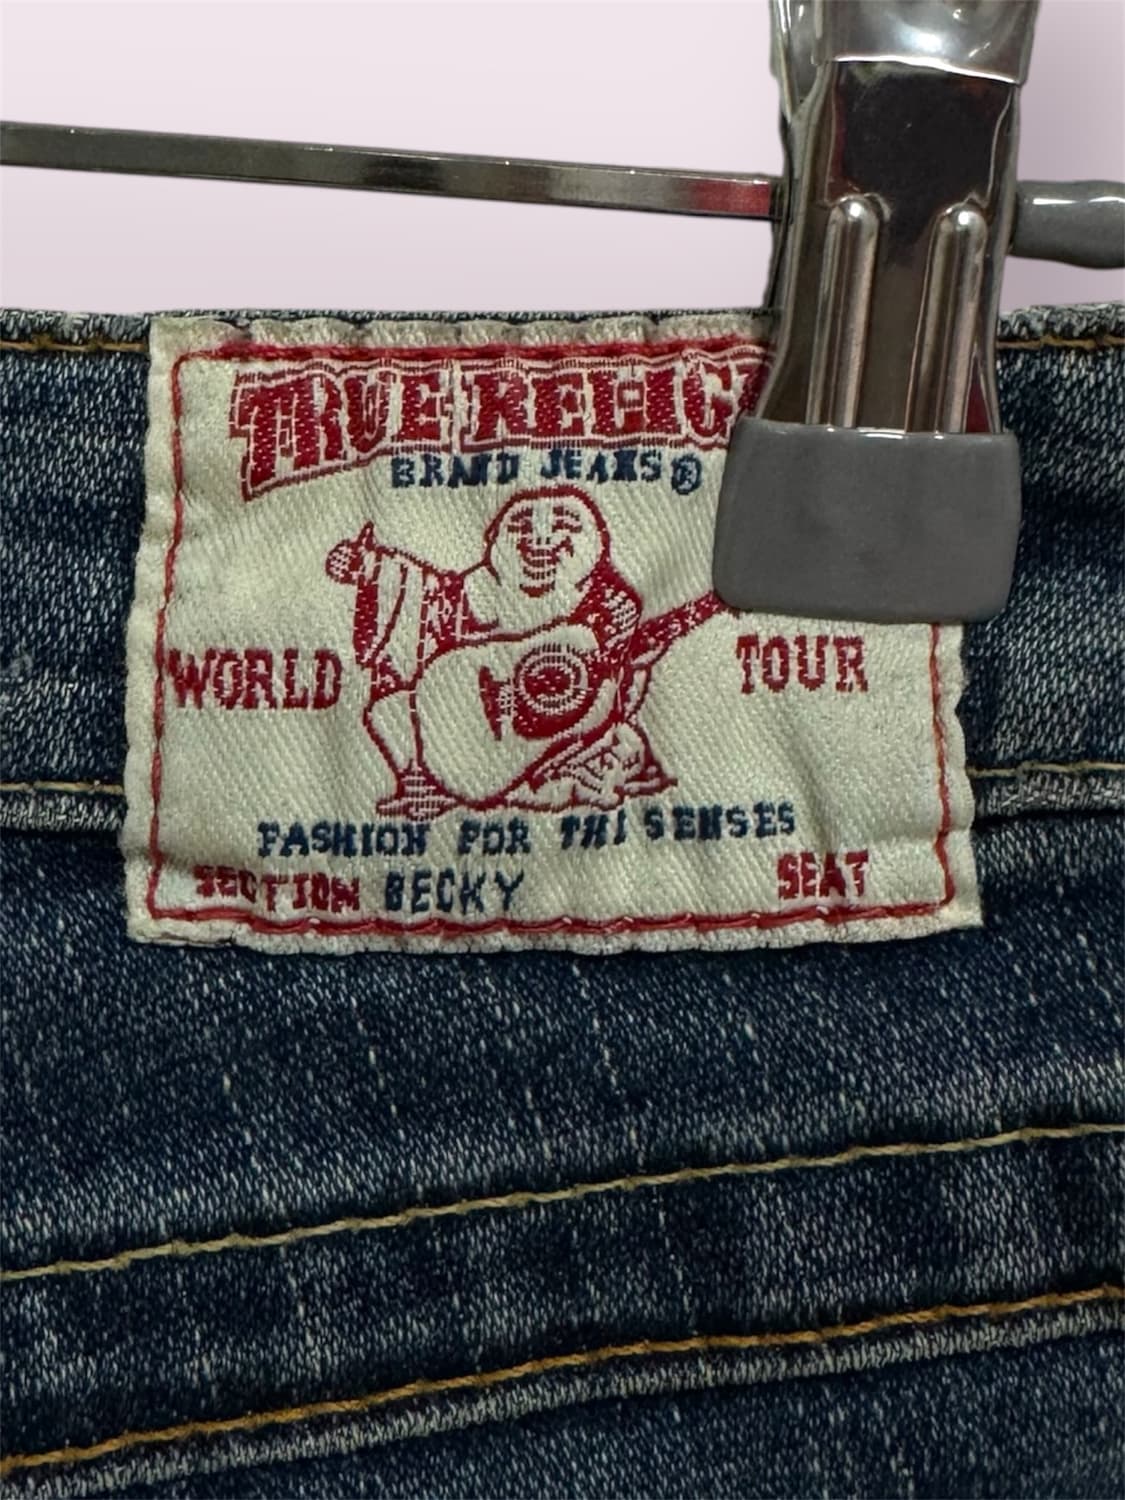 TRUE RELIG
BRAND JEANS®
WORLD TOUR
FASHION FOR THE SENSES
SECTION BECKY SEAT